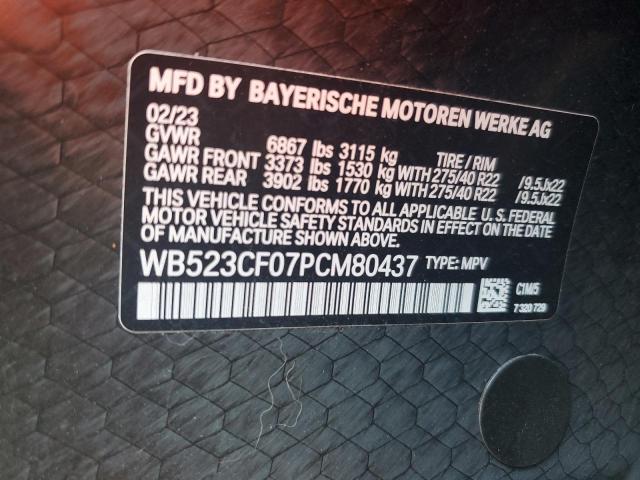 MFD BY BAYERISCHE MOTOREN WERKE AG
02/23
GVWR 6867 lbs 3115 kg TIRE / RIM
GAWR FRONT 3373 lbs 1530 kg WITH 275/40 R22 /9.5Jx22
GAWR REAR 3902 lbs 1770 kg WITH 275/40 R22 /9.5Jx22
THIS VEHICLE CONFORMS TO ALL APPLICABLE U.S. FEDERAL
MOTOR VEHICLE SAFETY STANDARDS IN EFFECT ON THE DATE OF
MANUFACTURE SHOWN ABOVE.
WB523CF07PCM80437 TYPE: MPV
C1M/5
7 320 729